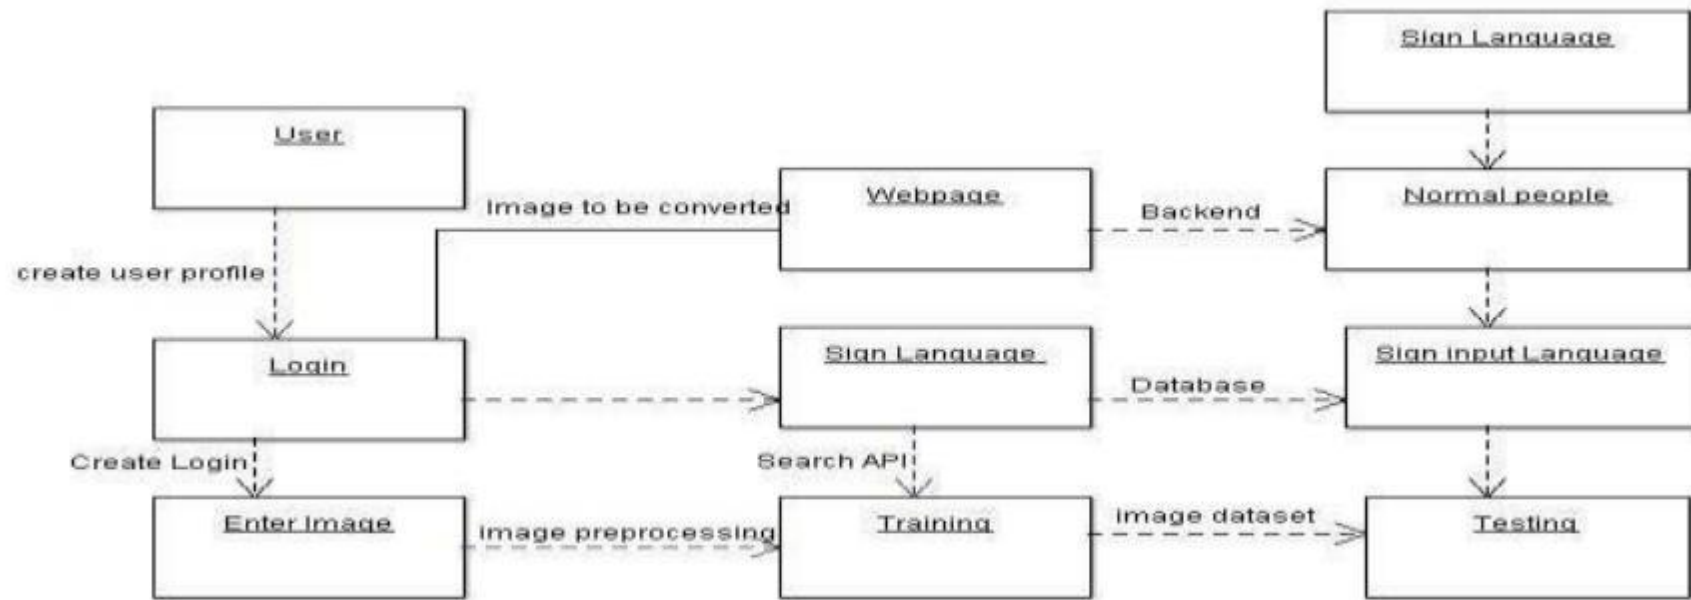 Sign Language
User
Webpage
Normal people
Image to be converted
Backend
create user profile
Login
Sign Language
Sign input Language
Database
Create Login
Search API
Enter Image
image preprocessing
Training
image dataset
Testing